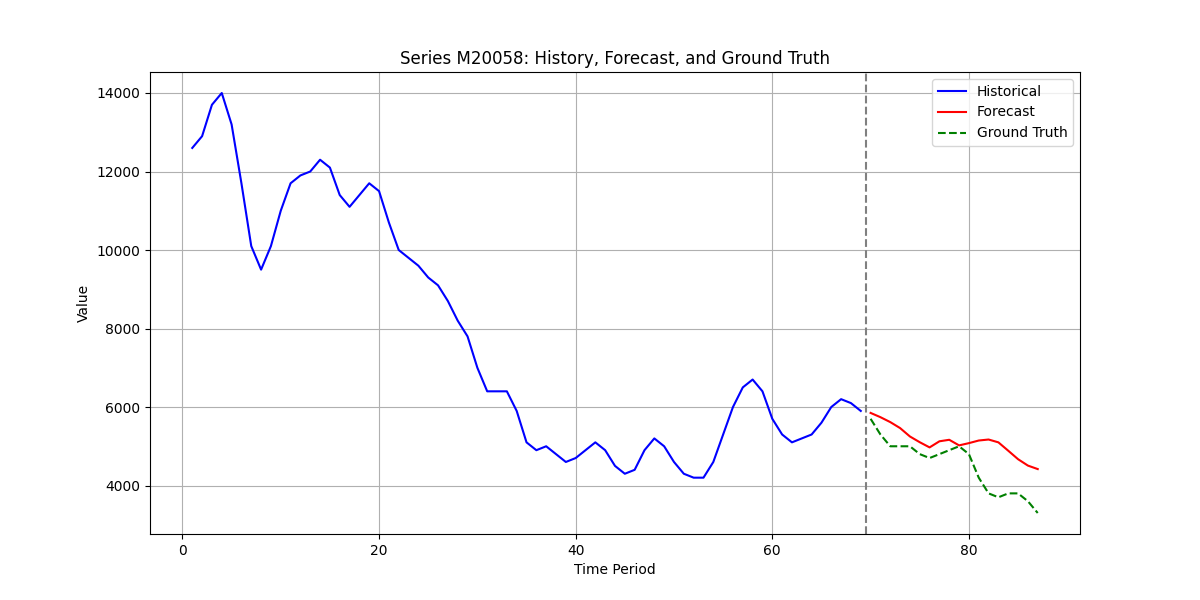 Series M20058: History, Forecast, and Ground Truth
Historical
Forecast
Ground Truth
14000
12000
10000
8000
6000
4000
Value
0
20
40
60
80
Time Period